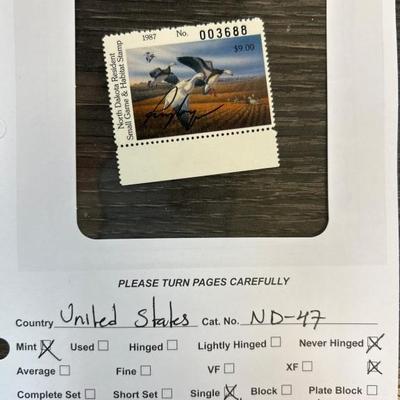 1987 No. 003688
$9.00
North Dakota Resident
Small Game & Habitat Stamp
PLEASE TURN PAGES CAREFULLY
Country United States Cat. No. ND-47
Mint ☒ Used ☐ Hinged ☐ Lightly Hinged ☐ Never Hinged ☒
Average ☐ Fine ☐ VF ☐ XF ☐ ☒
Complete Set ☐ Short Set ☐ Single ☒ Block ☐ Plate Block